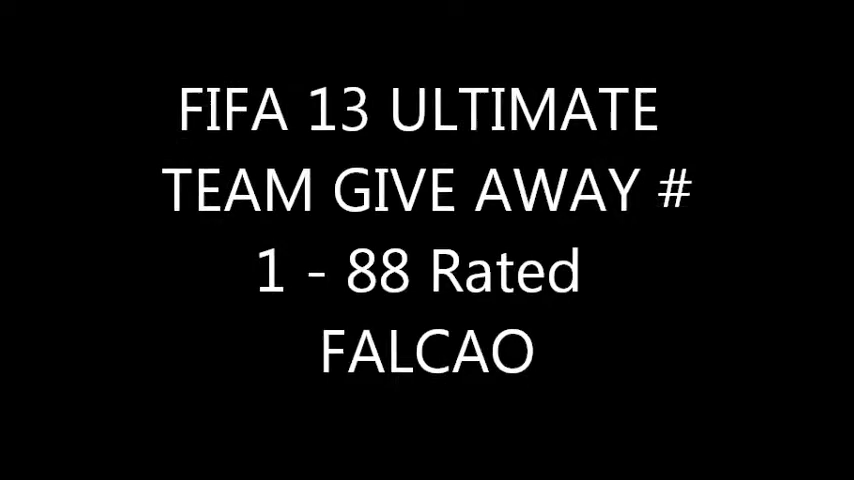 FIFA 13 ULTIMATE
TEAM GIVE AWAY #
1 - 88 Rated
FALCAO